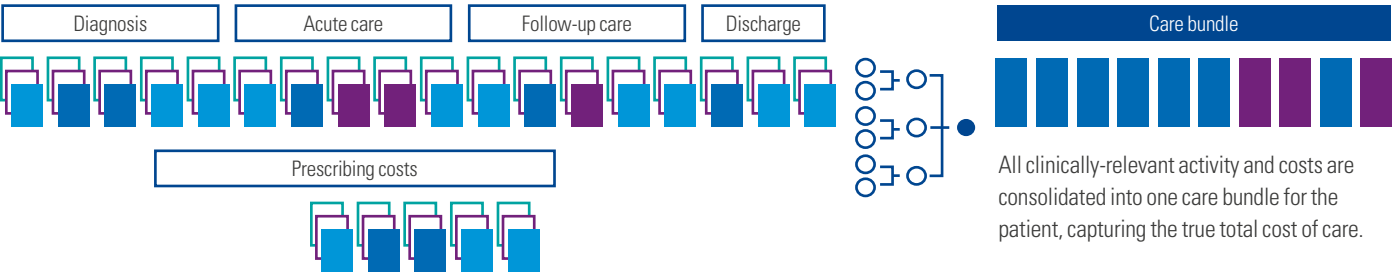 Diagnosis
Acute care
Follow-up care
Discharge
Care bundle
Prescribing costs
All clinically-relevant activity and costs are
consolidated into one care bundle for the
patient, capturing the true total cost of care.